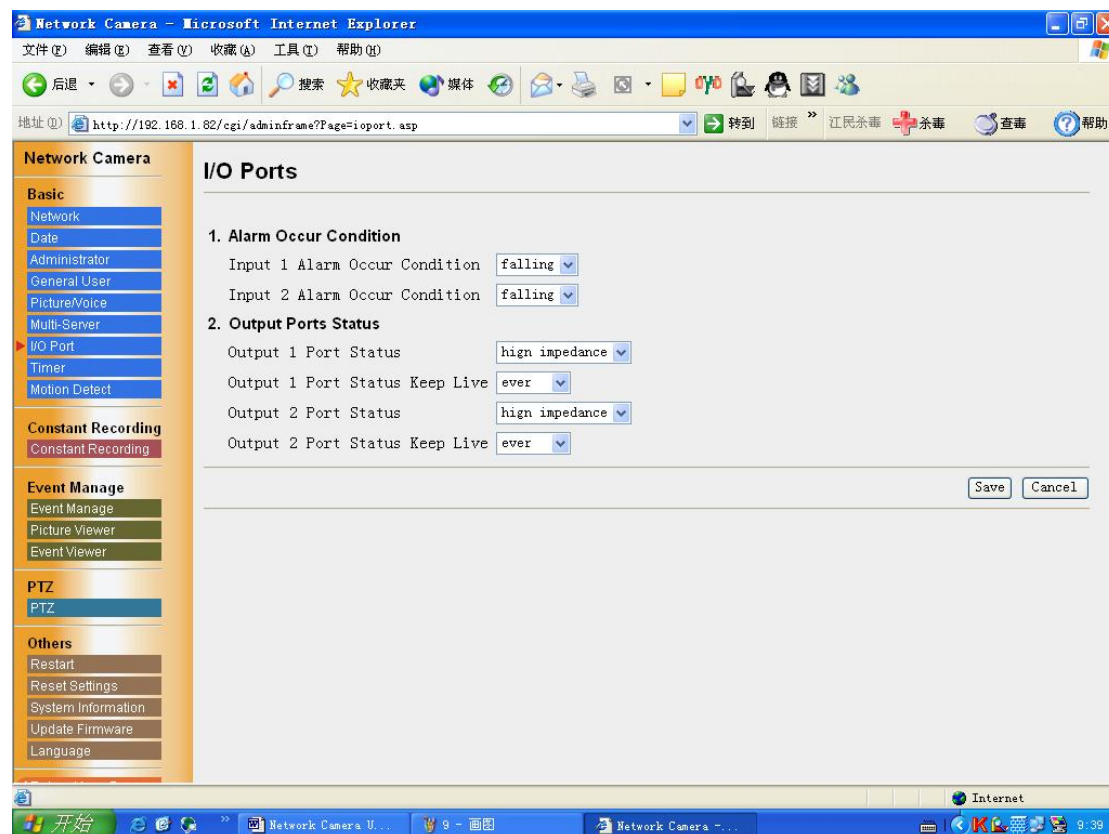 Network Camera - Microsoft Internet Explorer
文件(F) 编辑(E) 查看(V) 收藏(A) 工具(T) 帮助(H)
后退 搜索 收藏夹 媒体
地址(D) http://192.168.1.82/cgi/adminframe?Page=ioport.asp 转到 链接 » 江民杀毒 杀毒 查毒 帮助
Network Camera
Basic
Network
Date
Administrator
General User
Picture/Voice
Multi-Server
I/O Port
Timer
Motion Detect
Constant Recording
Constant Recording
Event Manage
Event Manage
Picture Viewer
Event Viewer
PTZ
PTZ
Others
Restart
Reset Settings
System Information
Update Firmware
Language
I/O Ports
1. Alarm Occur Condition
Input 1 Alarm Occur Condition falling
Input 2 Alarm Occur Condition falling
2. Output Ports Status
Output 1 Port Status hign impedance
Output 1 Port Status Keep Live ever
Output 2 Port Status hign impedance
Output 2 Port Status Keep Live ever
Save Cancel
Internet
开始 » Network Camera U... 9 - 画图 Network Camera -... 9:39